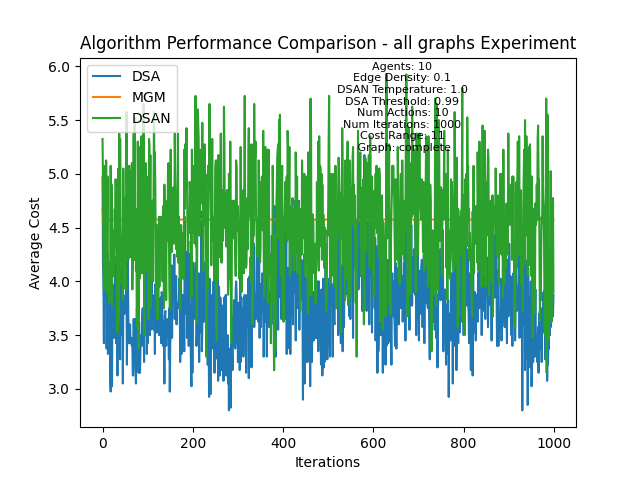 Algorithm Performance Comparison - all graphs Experiment
DSA
MGM
DSAN
Agents: 10
Edge Density: 0.1
DSAN Temperature: 1.0
DSA Threshold: 0.99
Num Actions: 10
Num Iterations: 1000
Cost Range: 11
Graph: complete
Average Cost
6.0
5.5
5.0
4.5
4.0
3.5
3.0
0
200
400
600
800
1000
Iterations